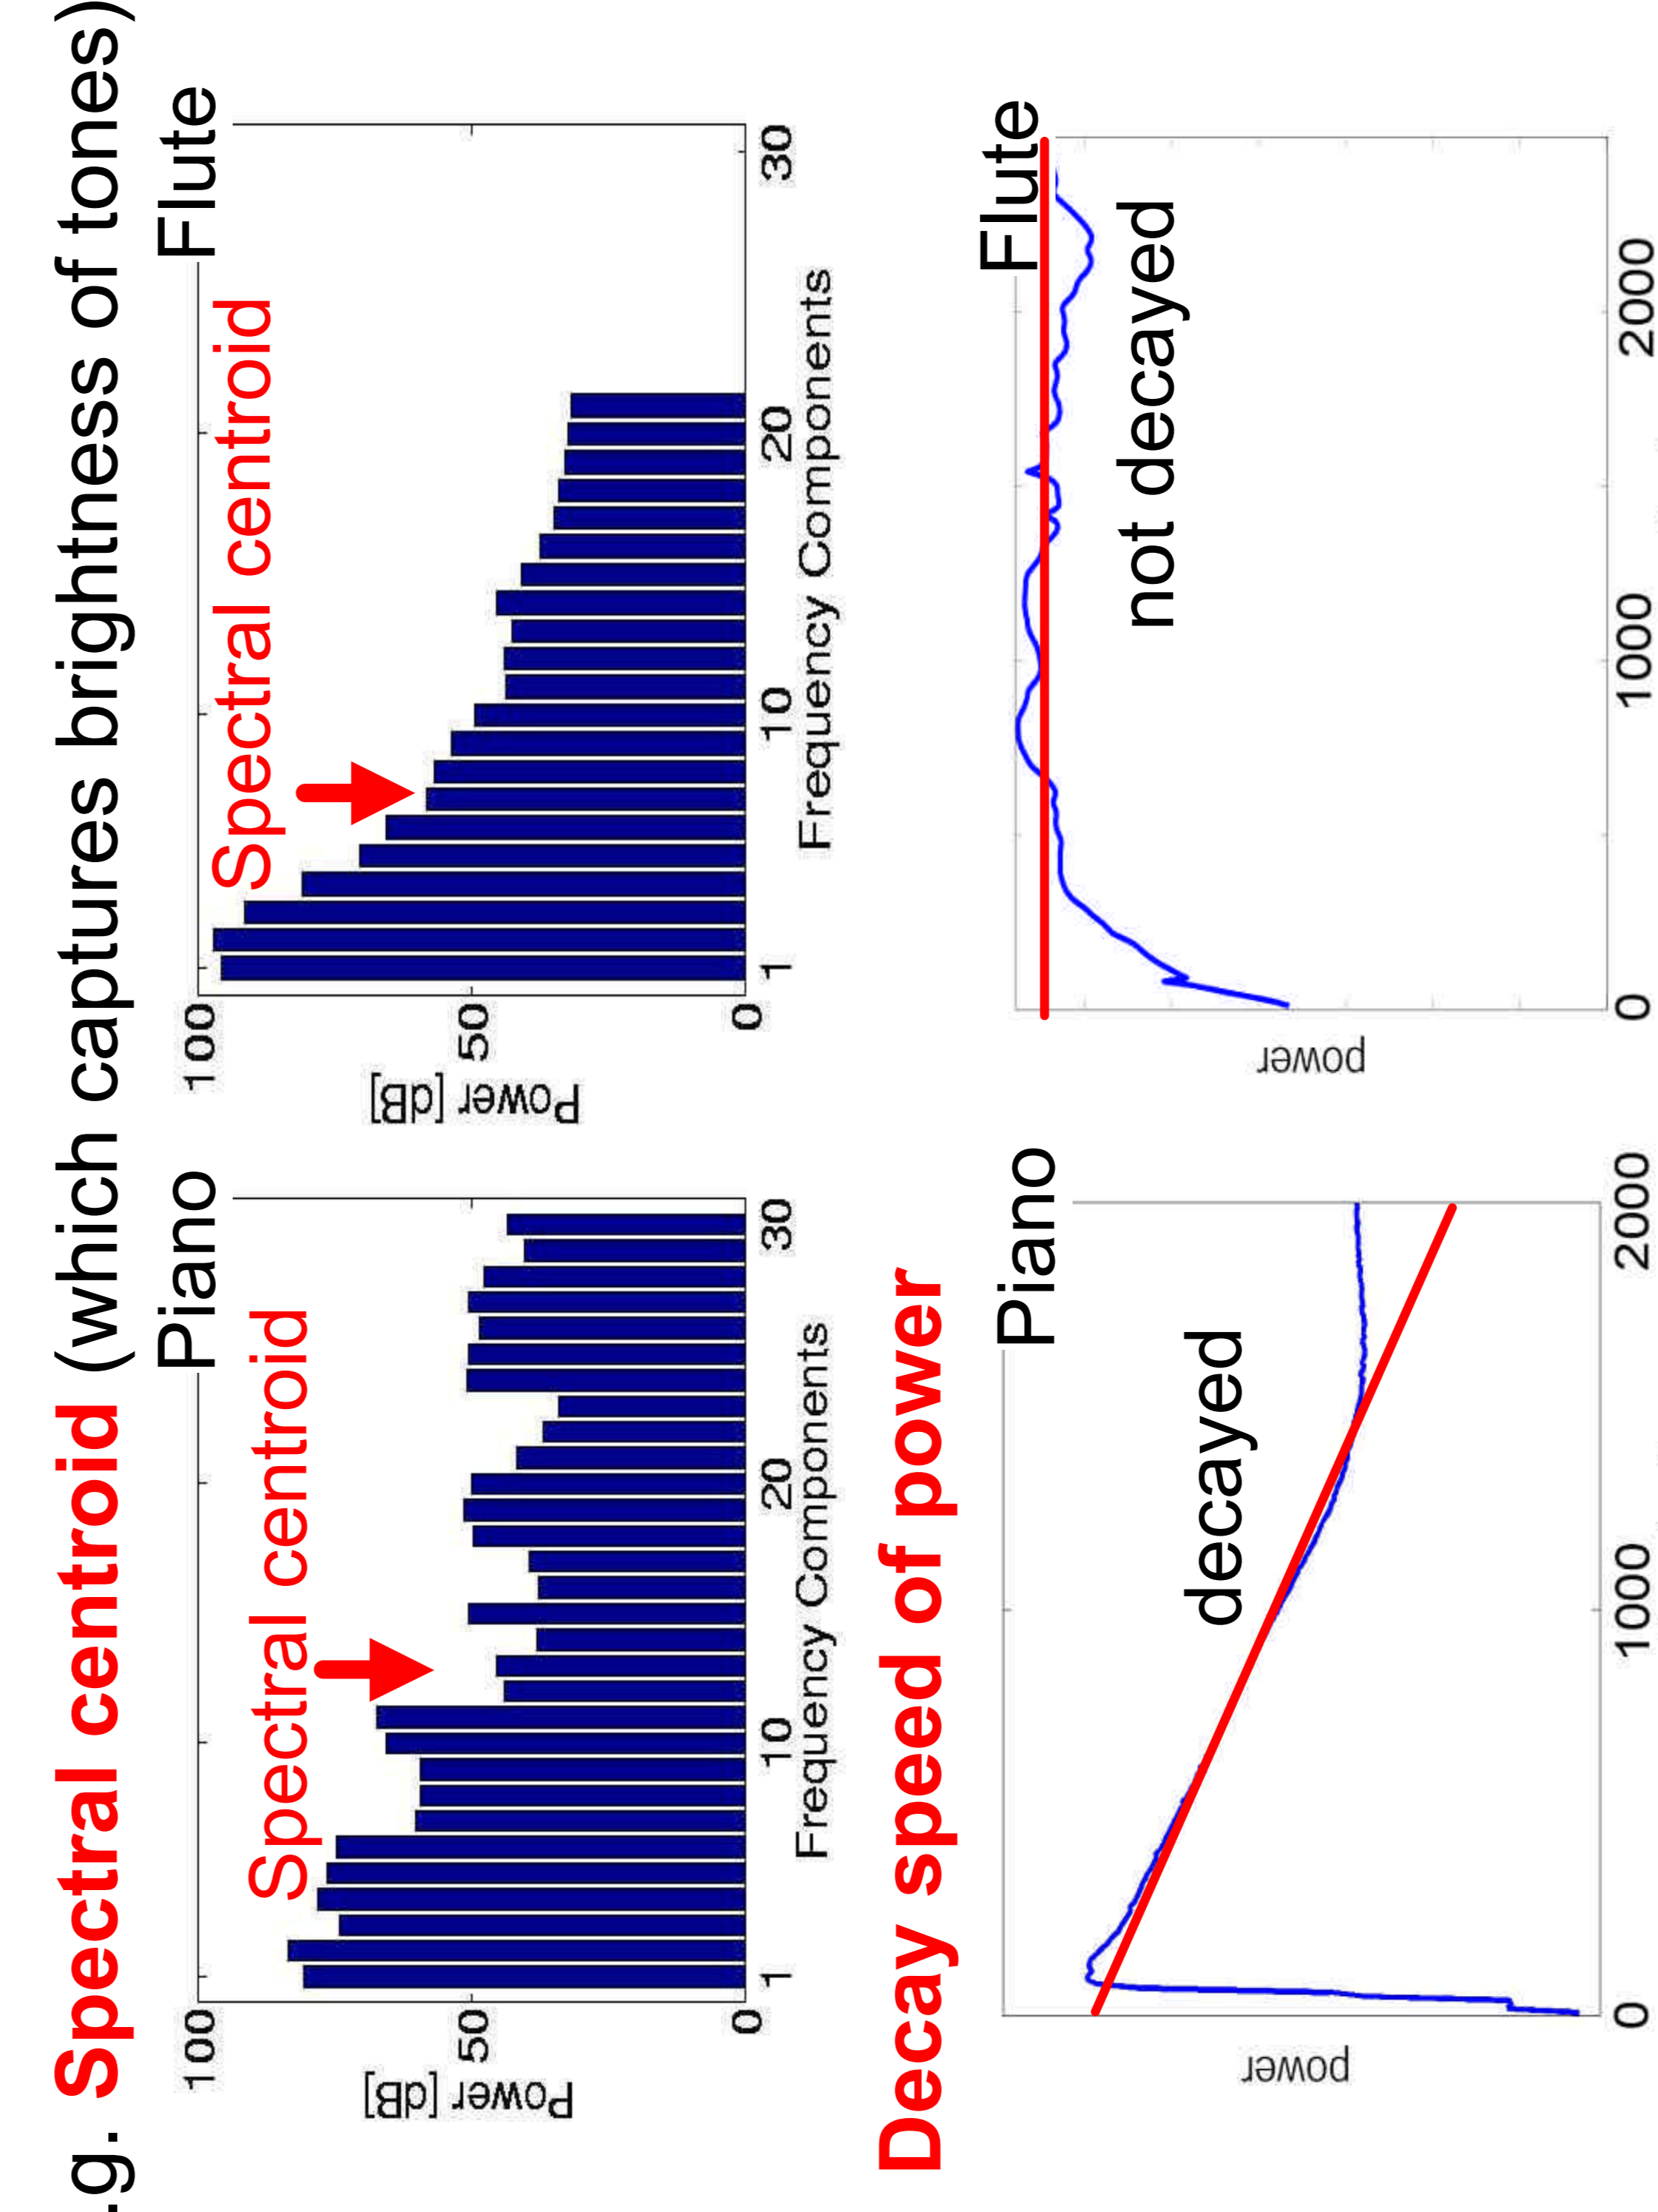 .g. Spectral centroid (which captures brightness of tones)
Piano
Spectral centroid
100
50
0
Power [dB]
1
10
20
30
Frequency Components
Flute
Spectral centroid
100
50
0
Power [dB]
1
10
20
30
Frequency Components
Decay speed of power
Piano
decayed
power
0
1000
2000
Flute
not decayed
power
0
1000
2000